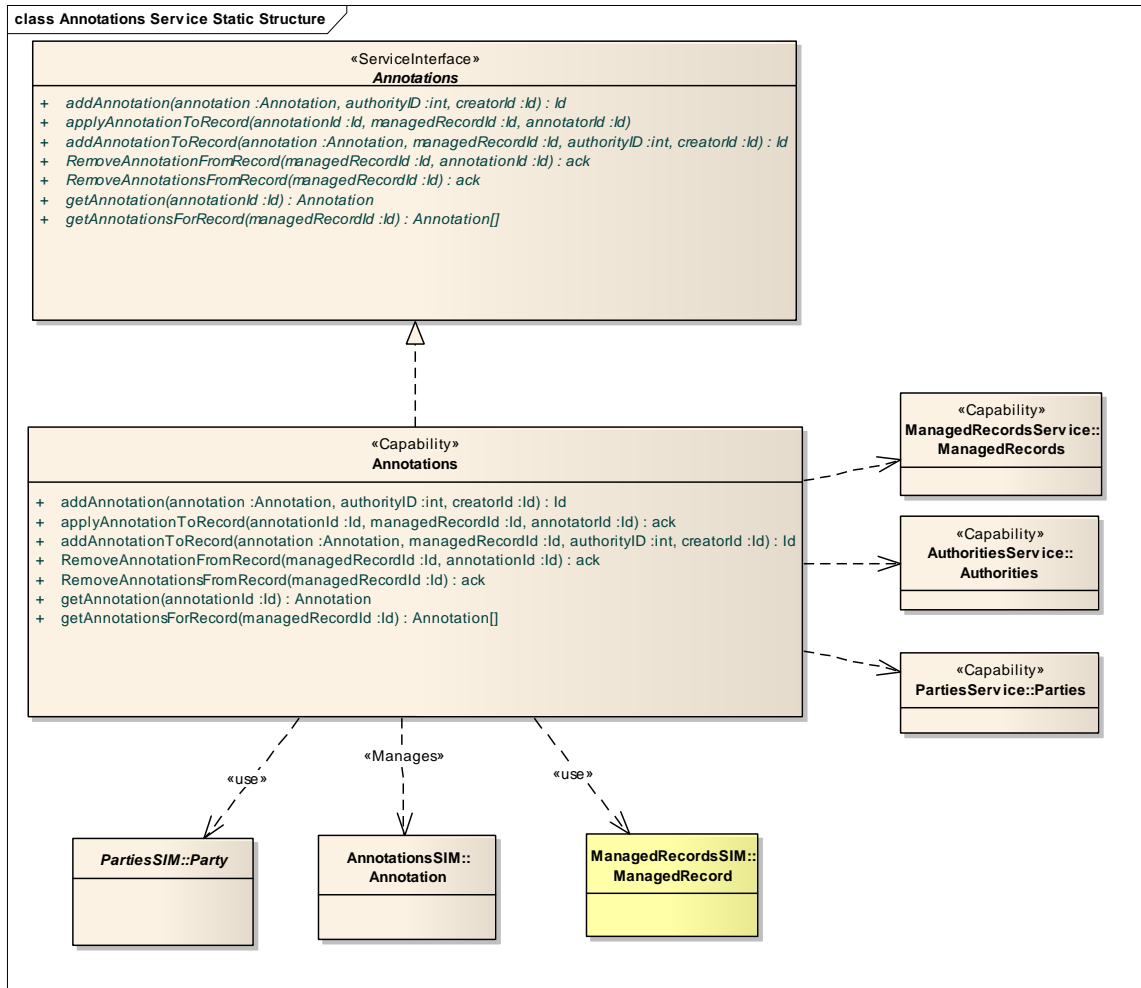 class Annotations Service Static Structure
«ServiceInterface»
Annotations
+ addAnnotation(annotation :Annotation, authorityID :int, creatorId :Id) : Id
+ applyAnnotationToRecord(annotationId :Id, managedRecordId :Id, annotatorId :Id)
+ addAnnotationToRecord(annotation :Annotation, managedRecordId :Id, authorityID :int, creatorId :Id) : Id
+ RemoveAnnotationFromRecord(managedRecordId :Id, annotationId :Id) : ack
+ RemoveAnnotationsFromRecord(managedRecordId :Id) : ack
+ getAnnotation(annotationId :Id) : Annotation
+ getAnnotationsForRecord(managedRecordId :Id) : Annotation[]
«Capability»
Annotations
+ addAnnotation(annotation :Annotation, authorityID :int, creatorId :Id) : Id
+ applyAnnotationToRecord(annotationId :Id, managedRecordId :Id, annotatorId :Id) : ack
+ addAnnotationToRecord(annotation :Annotation, managedRecordId :Id, authorityID :int, creatorId :Id) : Id
+ RemoveAnnotationFromRecord(managedRecordId :Id, annotationId :Id) : ack
+ RemoveAnnotationsFromRecord(managedRecordId :Id) : ack
+ getAnnotation(annotationId :Id) : Annotation
+ getAnnotationsForRecord(managedRecordId :Id) : Annotation[]
«Capability»
ManagedRecordsService::
ManagedRecords
«Capability»
AuthoritiesService::
Authorities
«Capability»
PartiesService::Parties
«use»
«Manages»
«use»
PartiesSIM::Party
AnnotationsSIM::
Annotation
ManagedRecordsSIM::
ManagedRecord